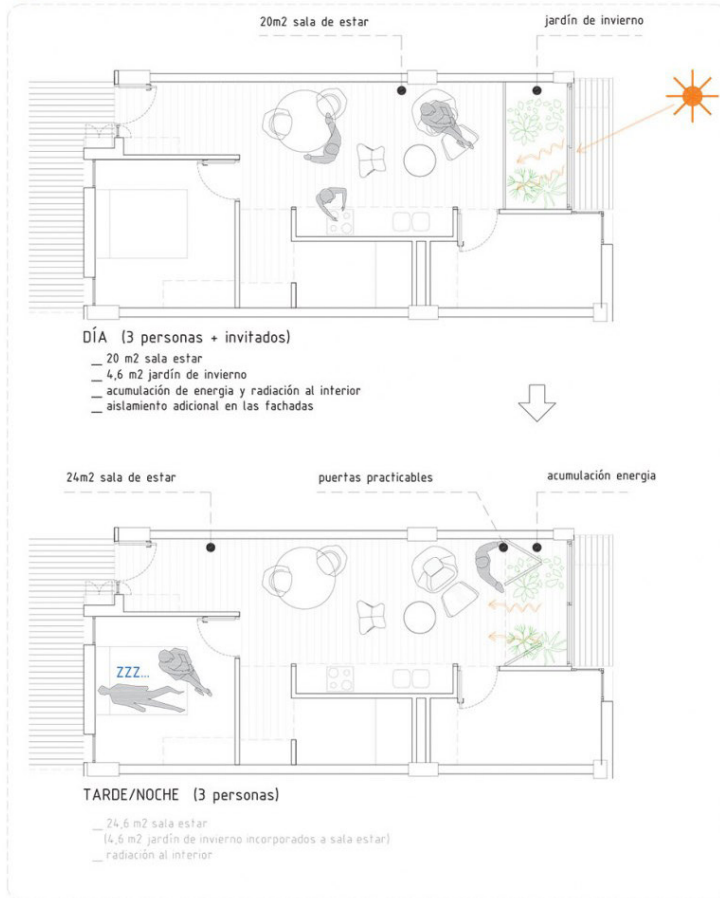 20m2 sala de estar
jardín de invierno
DÍA (3 personas + invitados)
__ 20 m2 sala estar
__ 4,6 m2 jardín de invierno
__ acumulación de energia y radiación al interior
__ aislamiento adicional en las fachadas
24m2 sala de estar
puertas practicables
acumulación energia
ZZZ...
TARDE/NOCHE (3 personas)
__ 24,6 m2 sala estar
(4,6 m2 jardín de invierno incorporados a sala estar)
__ radiación al interior